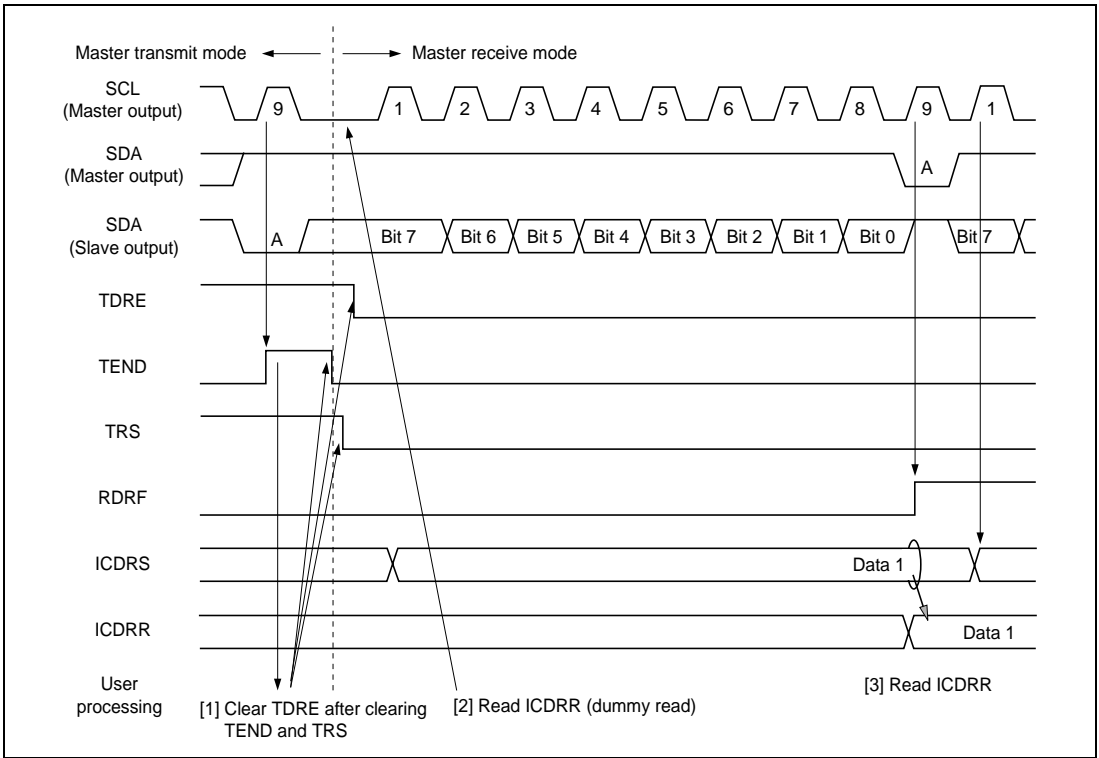 Master transmit mode Master receive mode
SCL
(Master output)
9 1 2 3 4 5 6 7 8 9 1
SDA
(Master output)
A
SDA
(Slave output)
A Bit 7 Bit 6 Bit 5 Bit 4 Bit 3 Bit 2 Bit 1 Bit 0 Bit 7
TDRE
TEND
TRS
RDRF
ICDRS
Data 1
ICDRR
Data 1
User
processing
[1] Clear TDRE after clearing
TEND and TRS
[2] Read ICDRR (dummy read)
[3] Read ICDRR